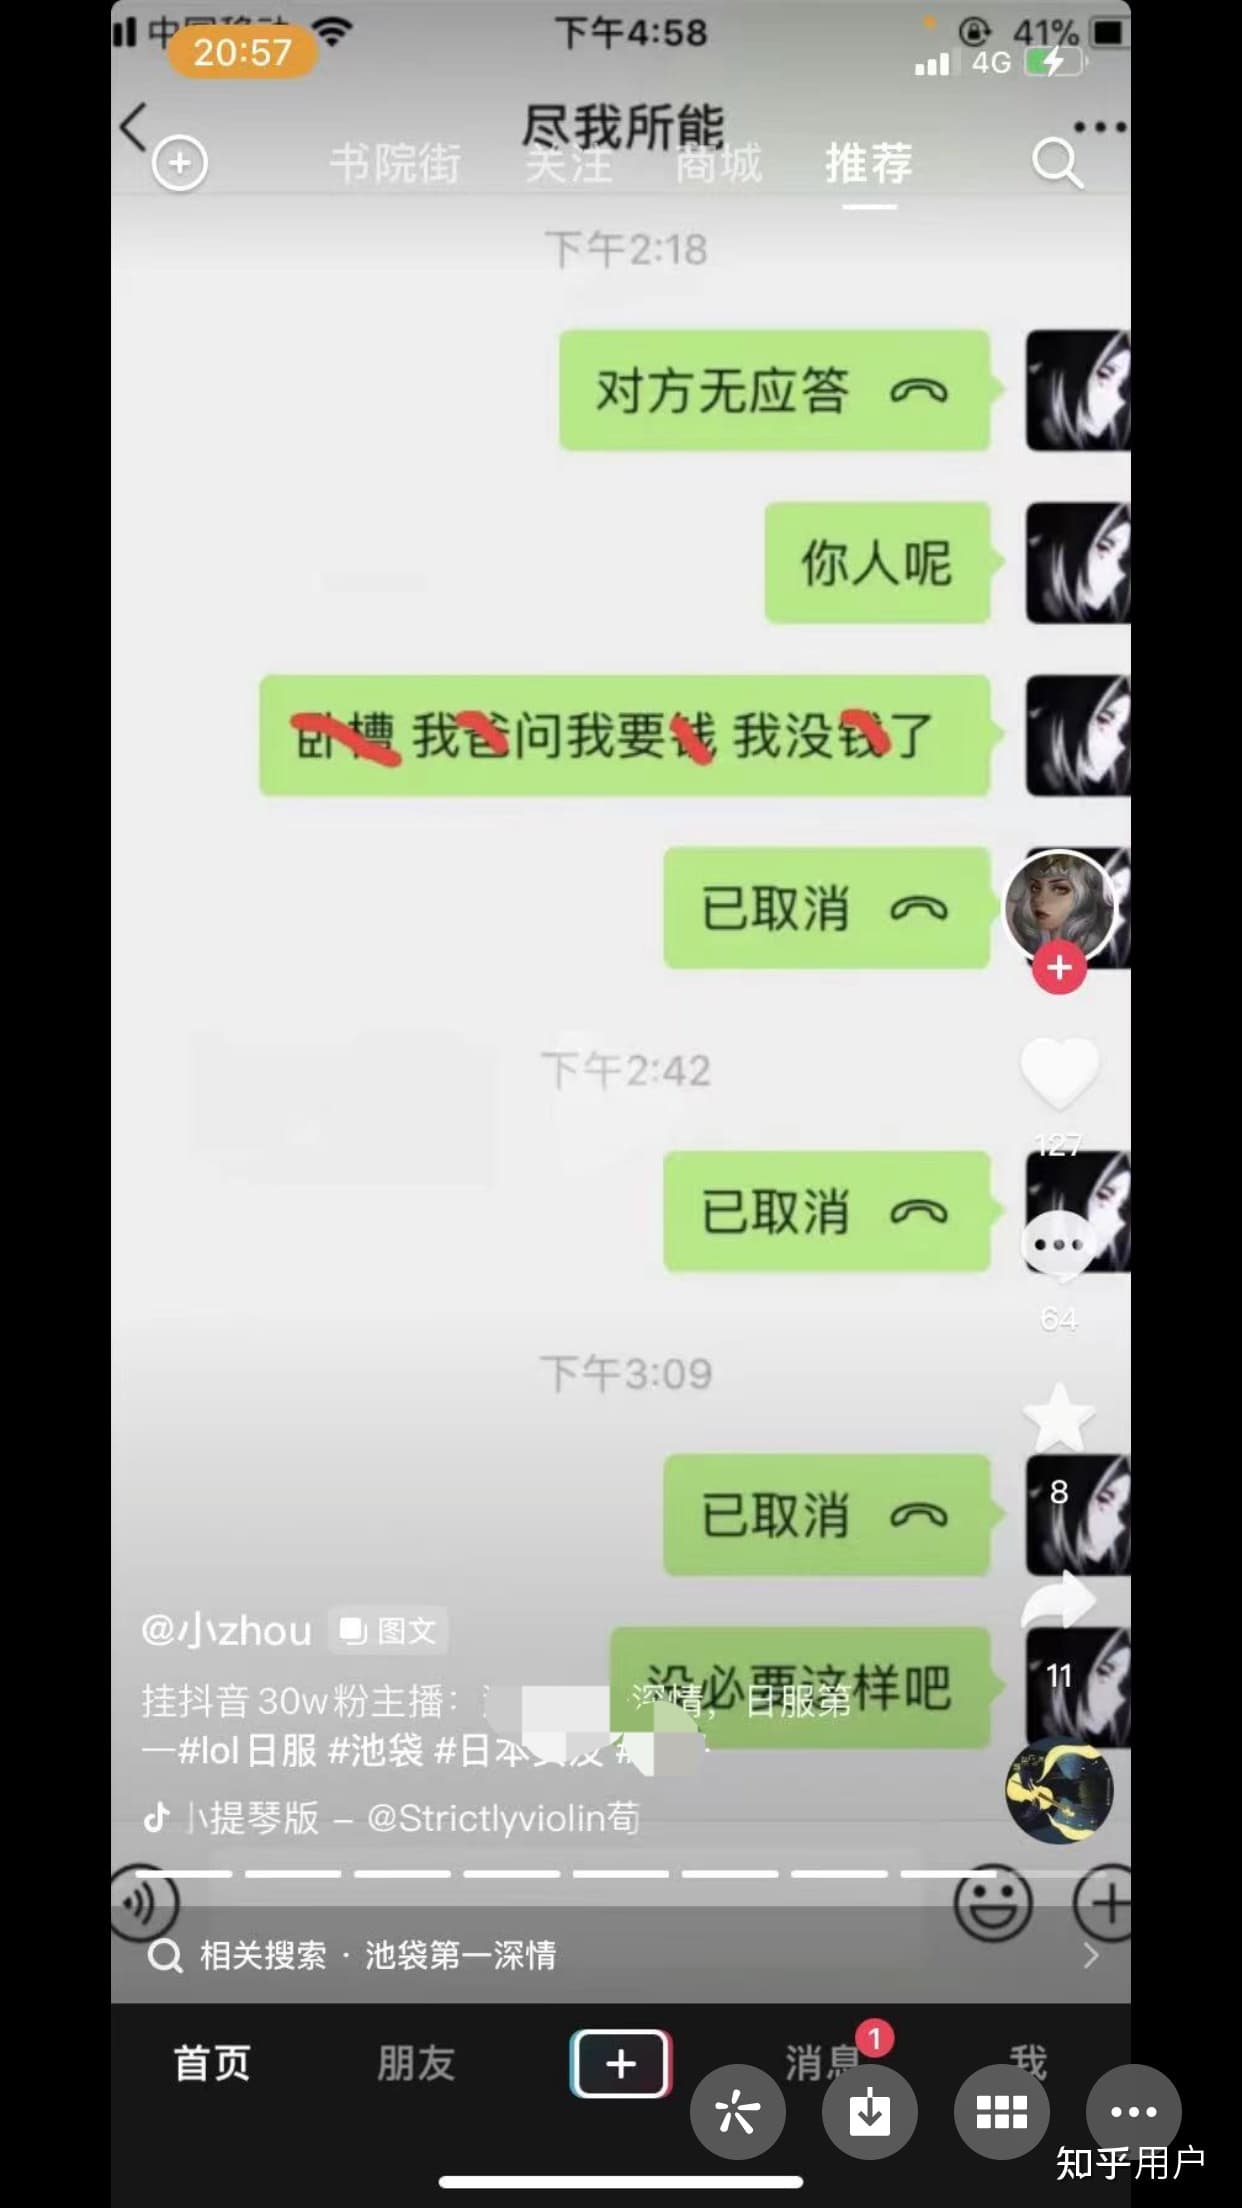 下午4:58
41%
20:57
4G
尽我所能
书院街 关注 商城 推荐
下午2:18
对方无应答
你人呢
卧槽 我爸问我要钱 我没钱了
已取消
下午2:42
127
已取消
64
下午3:09
8
已取消
@小zhou 图文
11
没必要这样吧
挂抖音30w粉主播： 深情，日服第
一#lol日服 #池袋 #日本
小提琴版 – @Strictlyviolin荀
相关搜索 · 池袋第一深情
首页 朋友 消息 1 我
知乎用户